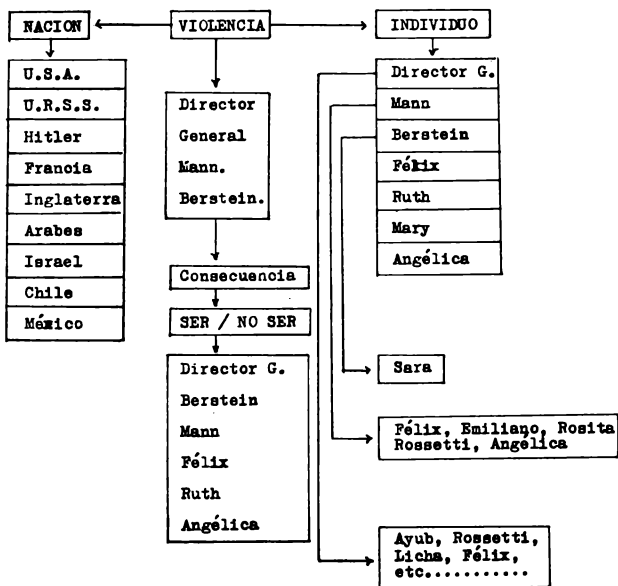 NACION
VIOLENCIA
INDIVIDUO
U.S.A.
U.R.S.S.
Hitler
Francia
Inglaterra
Arabes
Israel
Chile
México
Director
General
Mann.
Berstein.
Consecuencia
SER / NO SER
Director G.
Berstein
Mann
Félix
Ruth
Angélica
Director G.
Mann
Berstein
Félix
Ruth
Mary
Angélica
Sara
Félix, Emiliano, Rosita
Rossetti, Angélica
Ayub, Rossetti,
Licha, Félix,
etc...........